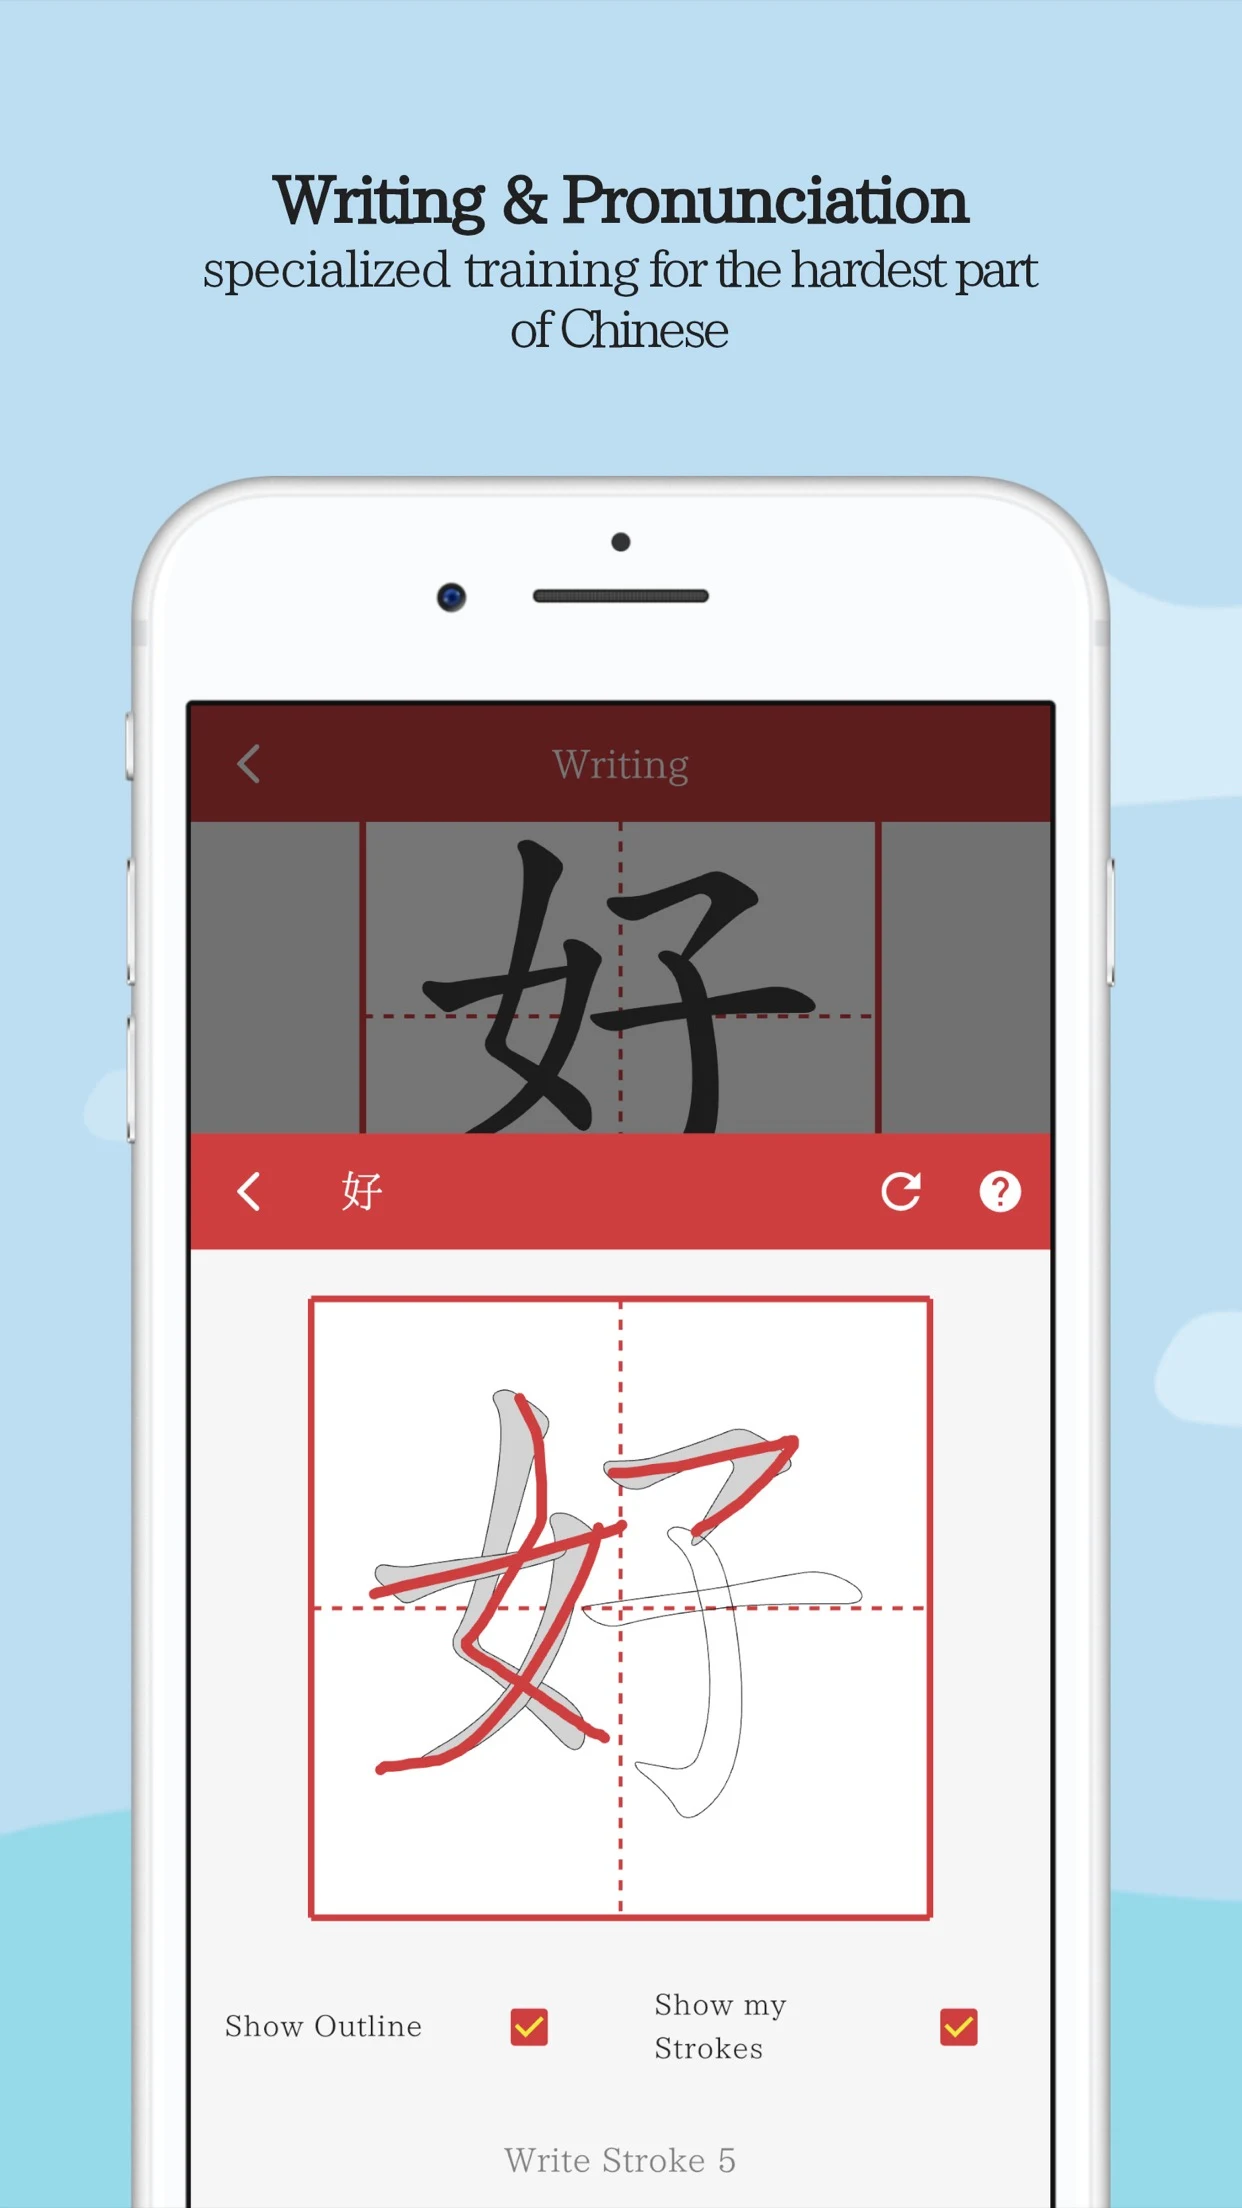 Writing & Pronunciation
specialized training for the hardest part
of Chinese
Writing
好
好
好
Show Outline
Show my
Strokes
Write Stroke 5